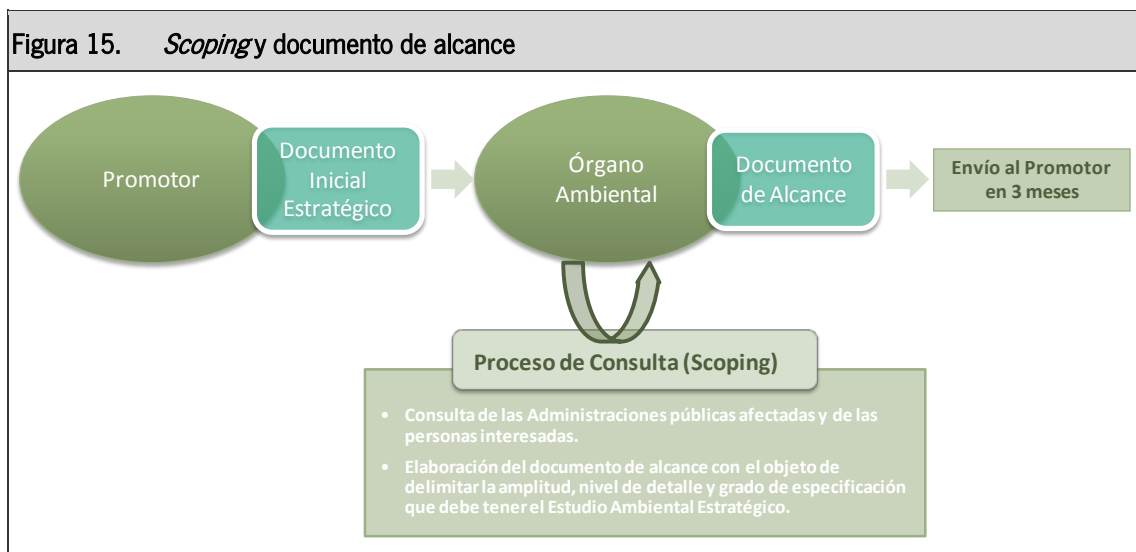 Figura 15. Scoping y documento de alcance
Promotor
Documento
Inicial
Estratégico
Órgano
Ambiental
Documento
de Alcance
Envío al Promotor
en 3 meses
Proceso de Consulta (Scoping)
• Consulta de las Administraciones públicas afectadas y de las
personas interesadas.
• Elaboración del documento de alcance con el objeto de
delimitar la amplitud, nivel de detalle y grado de especificación
que debe tener el Estudio Ambiental Estratégico.